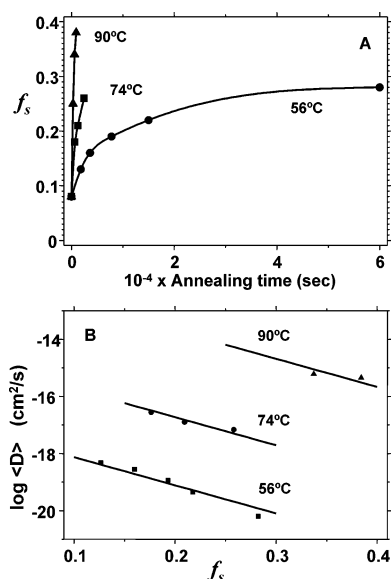 90ºC
A
0.4
74ºC
0.3
fs
56ºC
0.2
0.1
0
0 2 4 6
10-4 x Annealing time (sec)
B
90ºC
-14
log <D> (cm2/s)
-16
74ºC
-18
56ºC
-20
0.1 0.2 0.3 0.4
fs